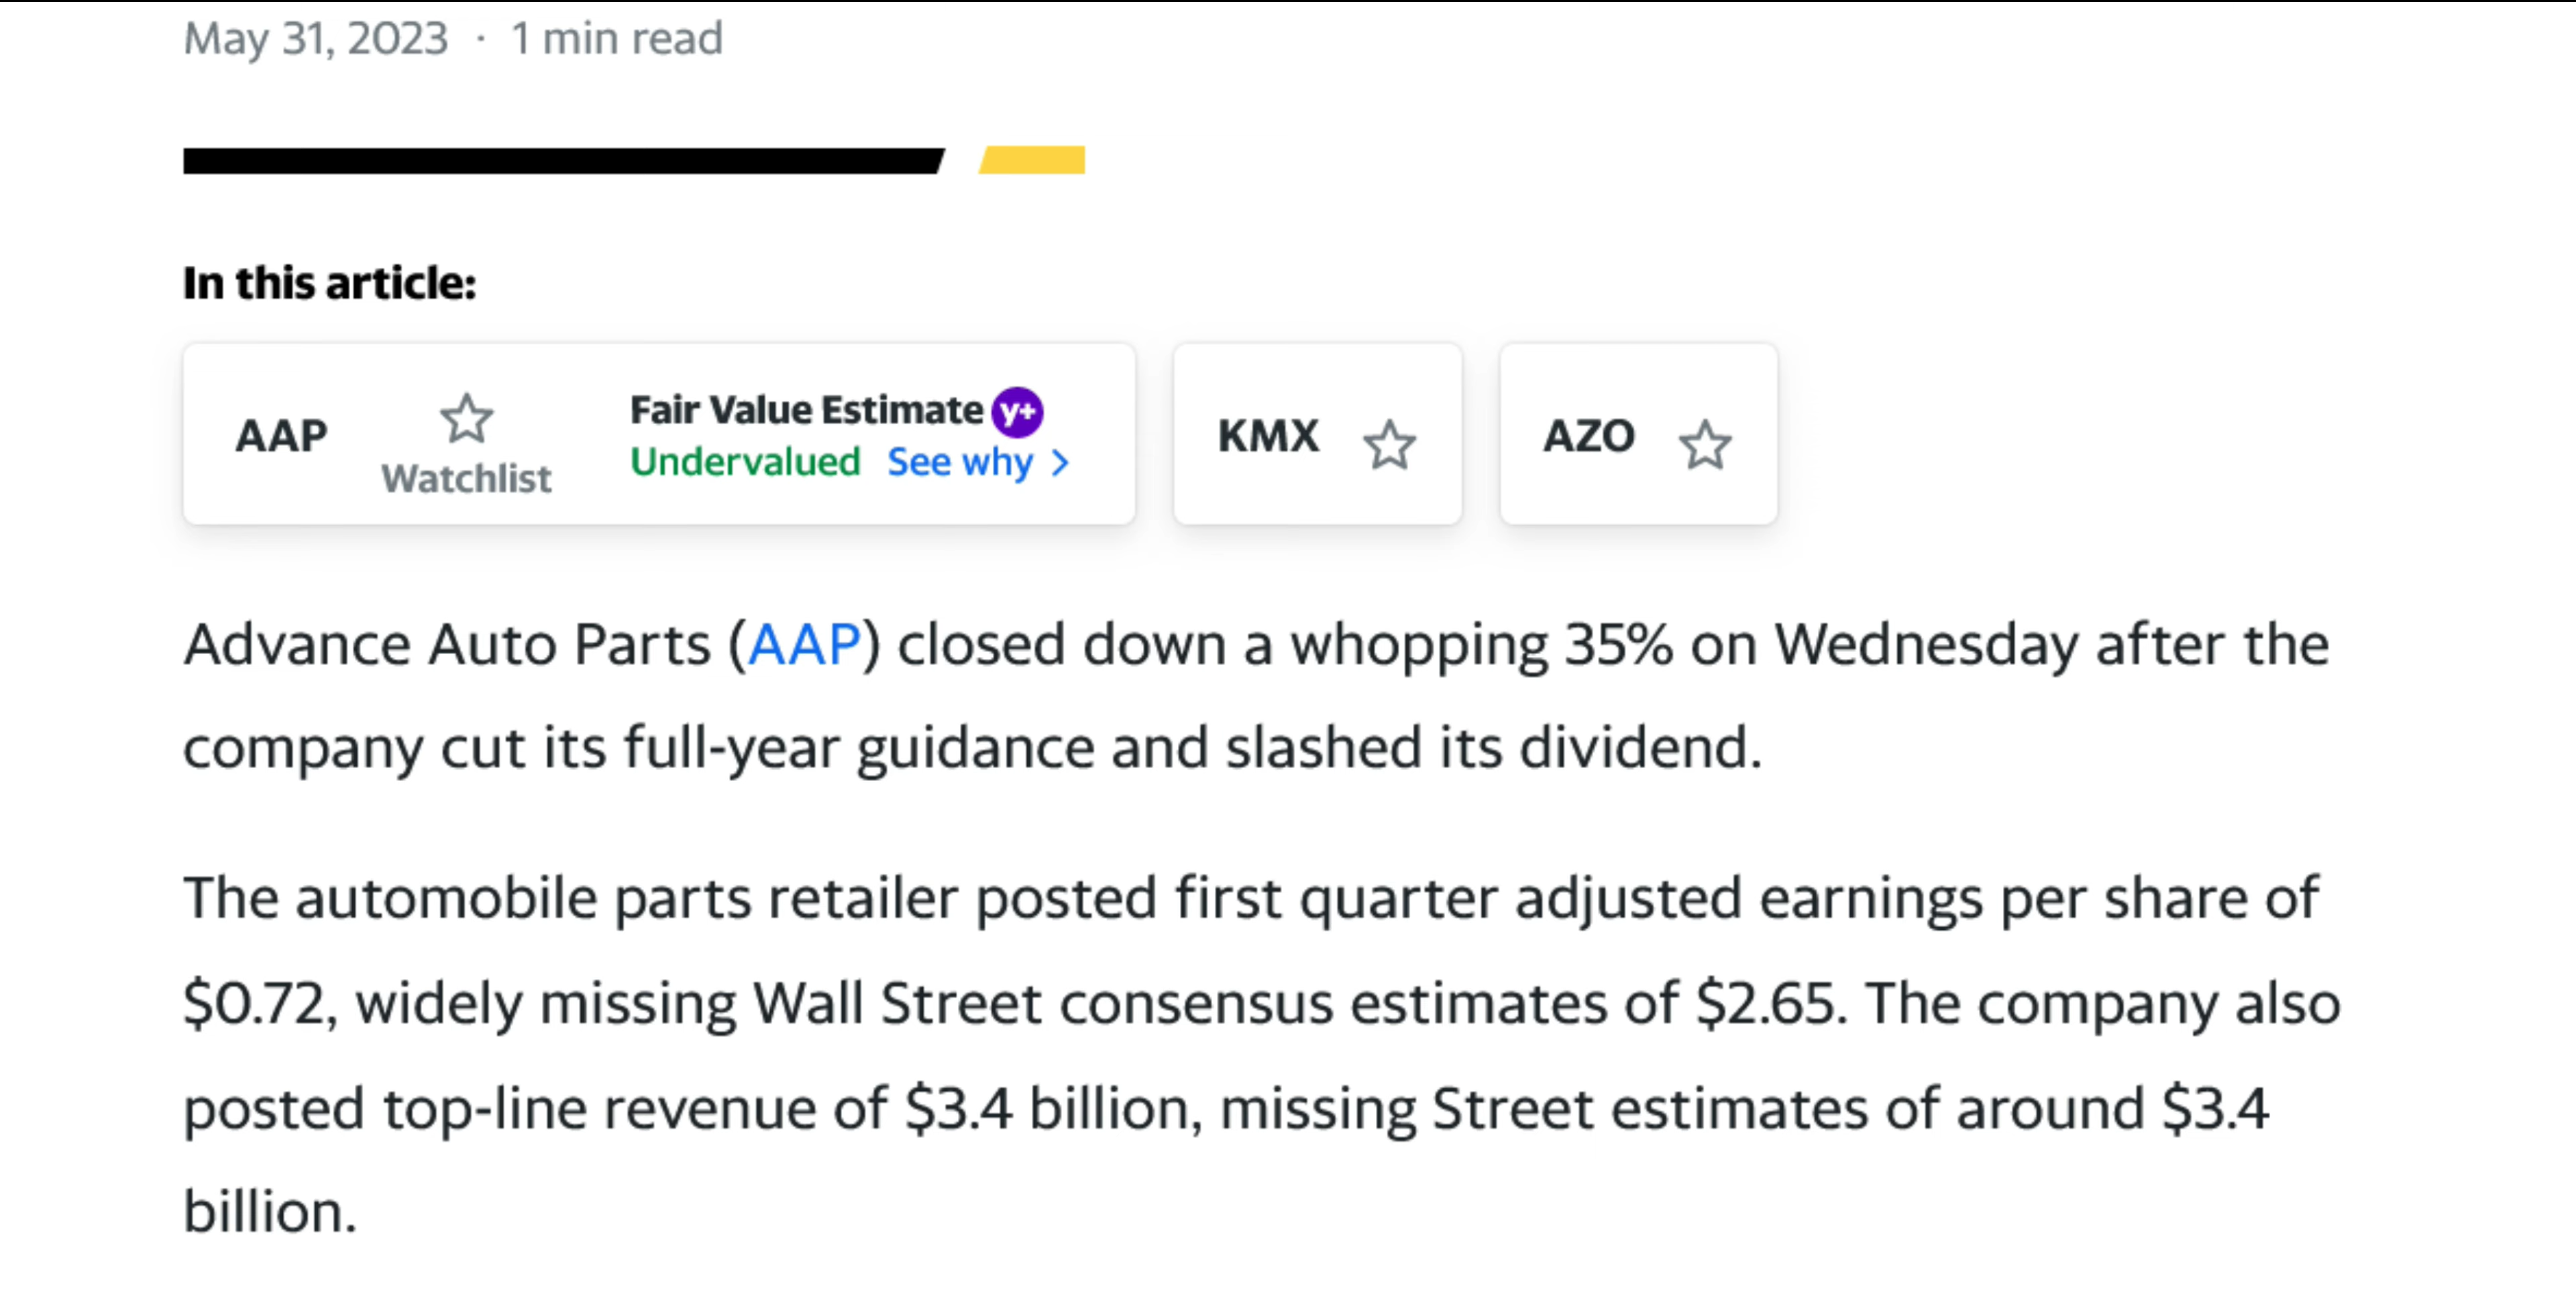 May 31, 2023 · 1 min read
In this article:
AAP
Watchlist
Fair Value Estimate y+
Undervalued See why >
KMX
AZO
Advance Auto Parts (AAP) closed down a whopping 35% on Wednesday after the
company cut its full-year guidance and slashed its dividend.
The automobile parts retailer posted first quarter adjusted earnings per share of
$0.72, widely missing Wall Street consensus estimates of $2.65. The company also
posted top-line revenue of $3.4 billion, missing Street estimates of around $3.4
billion.